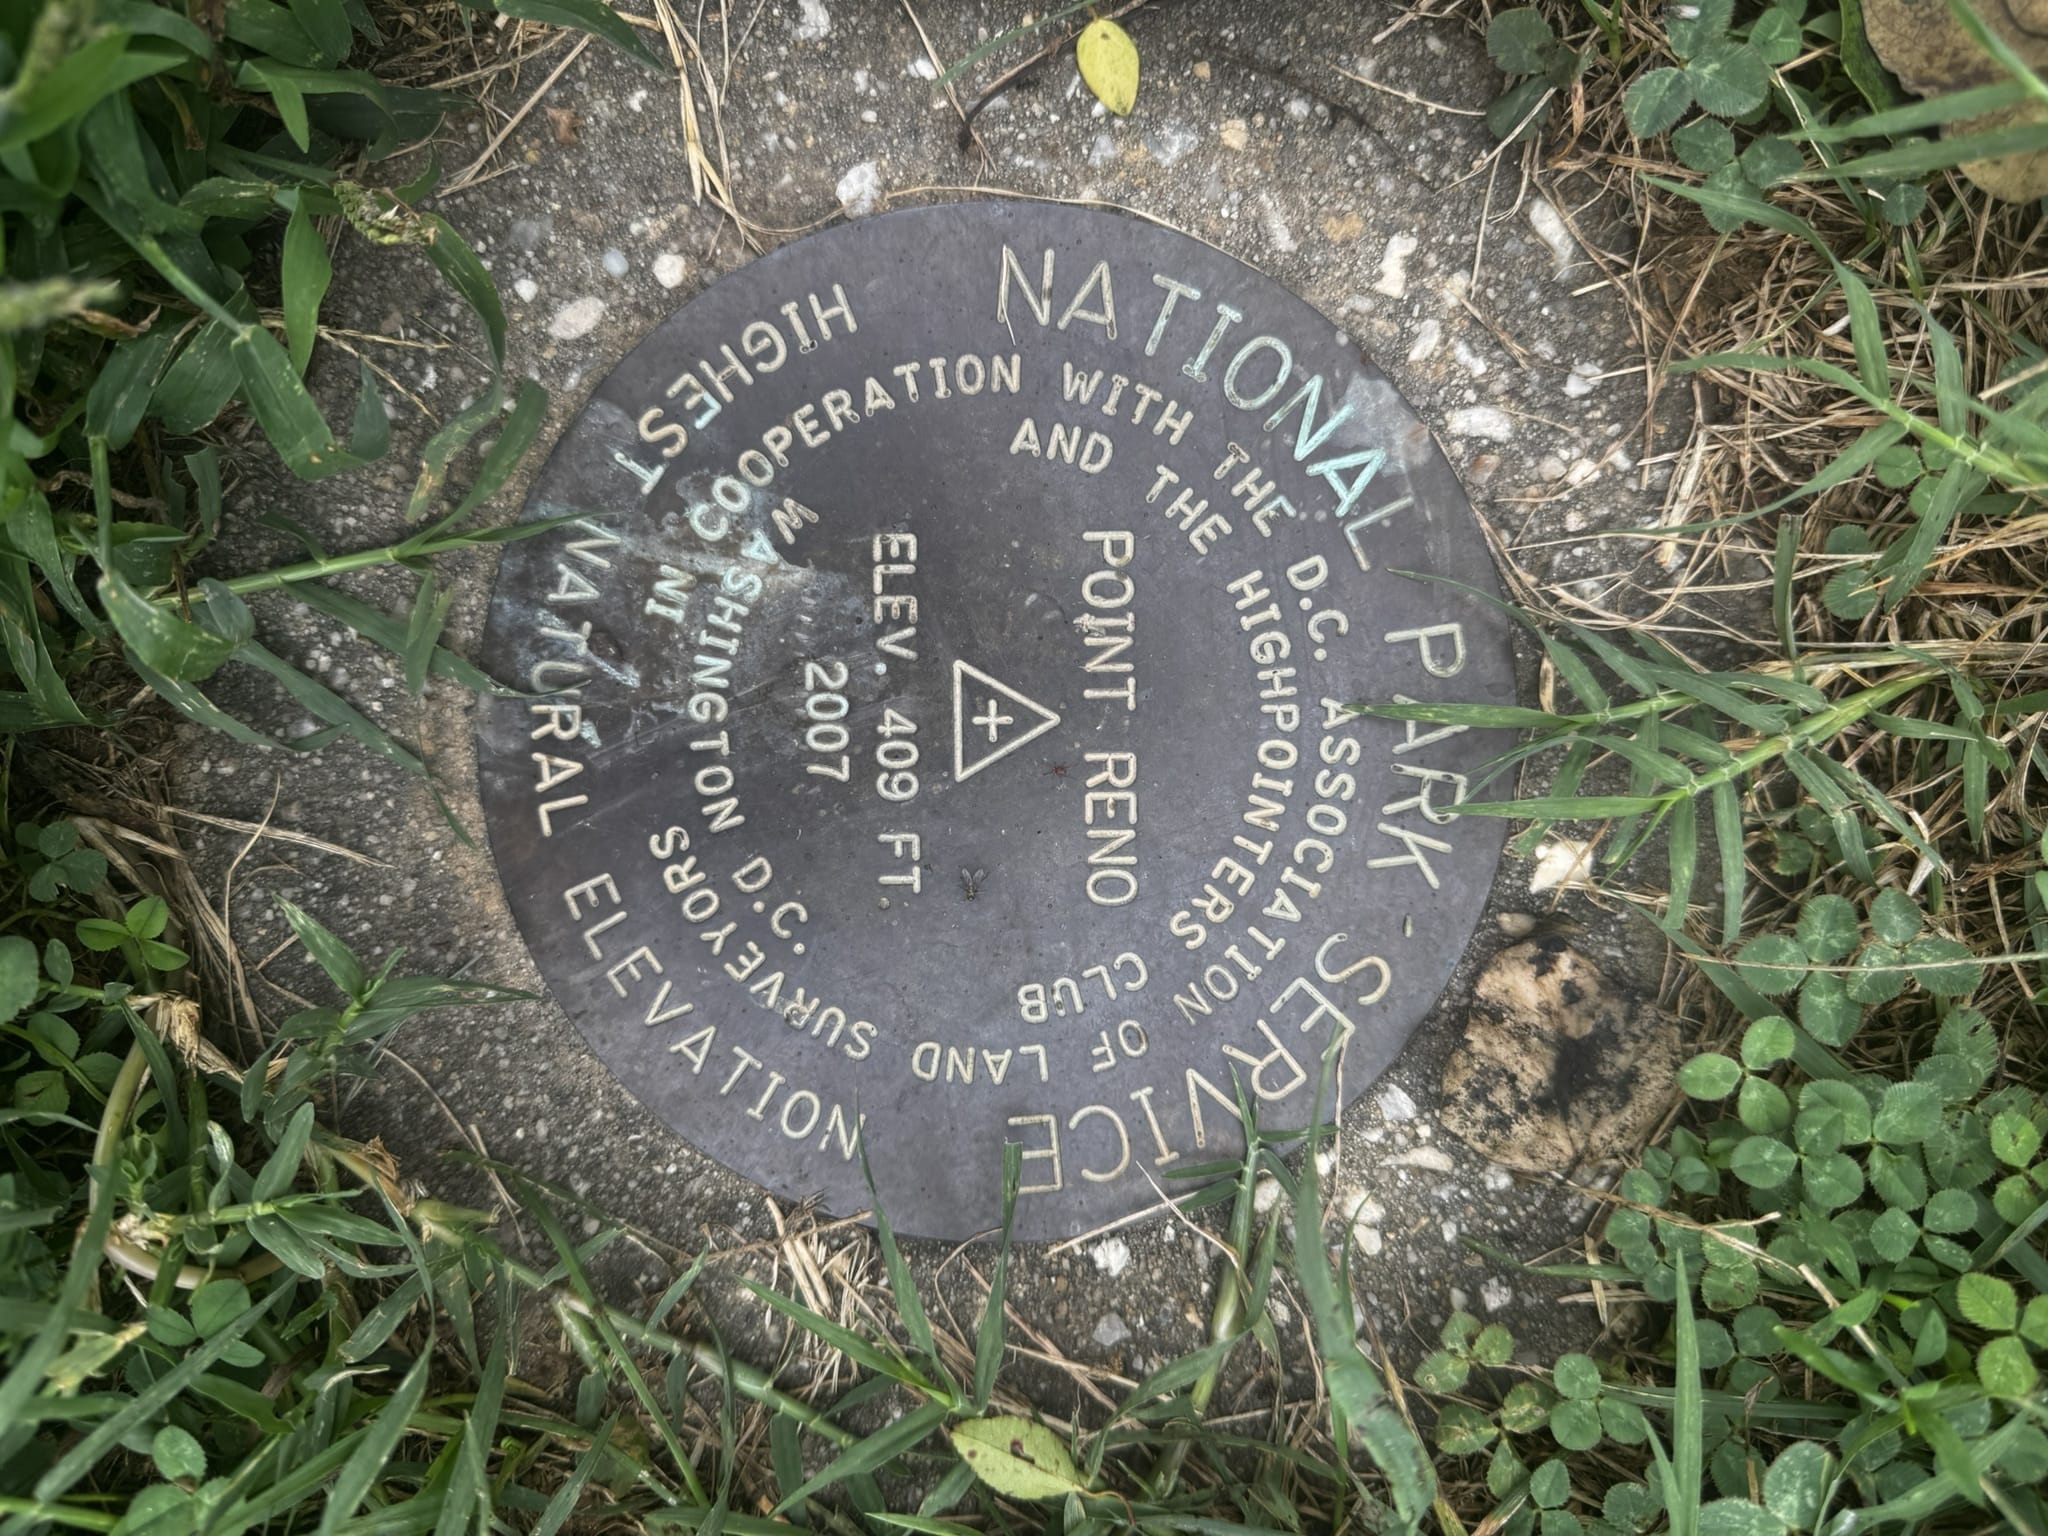 NATIONAL PARK - SERVICE
IN COOPERATION WITH THE D.C. ASSOCIATION OF LAND SURVEYORS
AND THE HIGHPOINTERS CLUB
POINT RENO
ELEV. 409 FT.
2007
WASHINGTON D.C.
HIGHEST NATURAL ELEVATION